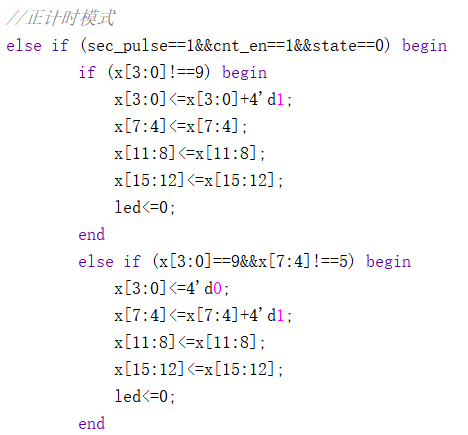 //正计时模式
else if (sec_pulse==1&&cnt_en==1&&state==0) begin
if (x[3:0]!==9) begin
x[3:0]<=x[3:0]+4'd1;
x[7:4]<=x[7:4];
x[11:8]<=x[11:8];
x[15:12]<=x[15:12];
led<=0;
end
else if (x[3:0]==9&&x[7:4]!==5) begin
x[3:0]<=4'd0;
x[7:4]<=x[7:4]+4'd1;
x[11:8]<=x[11:8];
x[15:12]<=x[15:12];
led<=0;
end